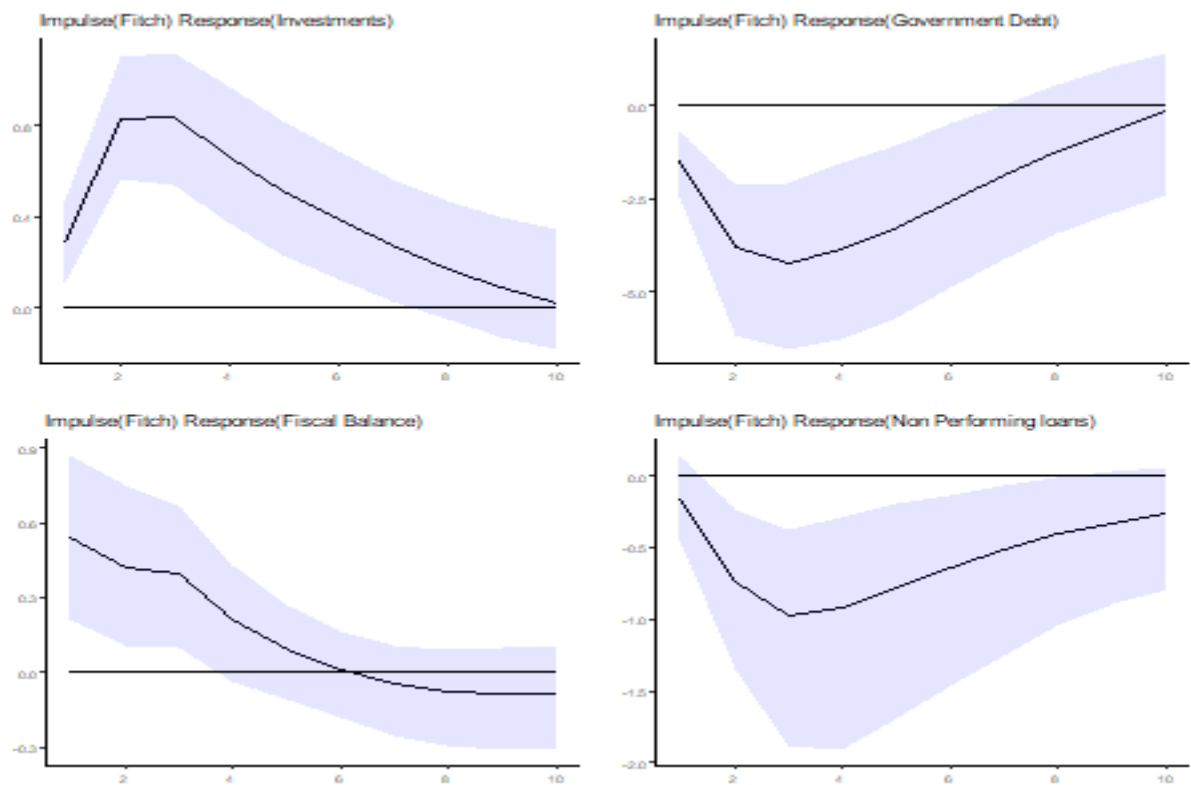 Impulse(Fitch) Response(Investments)
0.8
0.4
0.0
2 4 6 8 10
Impulse(Fitch) Response(Government Debt)
0.0
-2.5
-5.0
2 4 6 8 10
Impulse(Fitch) Response(Fiscal Balance)
0.9
0.6
0.3
0.0
-0.3
2 4 6 8 10
Impulse(Fitch) Response(Non Performing loans)
0.0
-0.5
-1.0
-1.5
-2.0
2 4 6 8 10